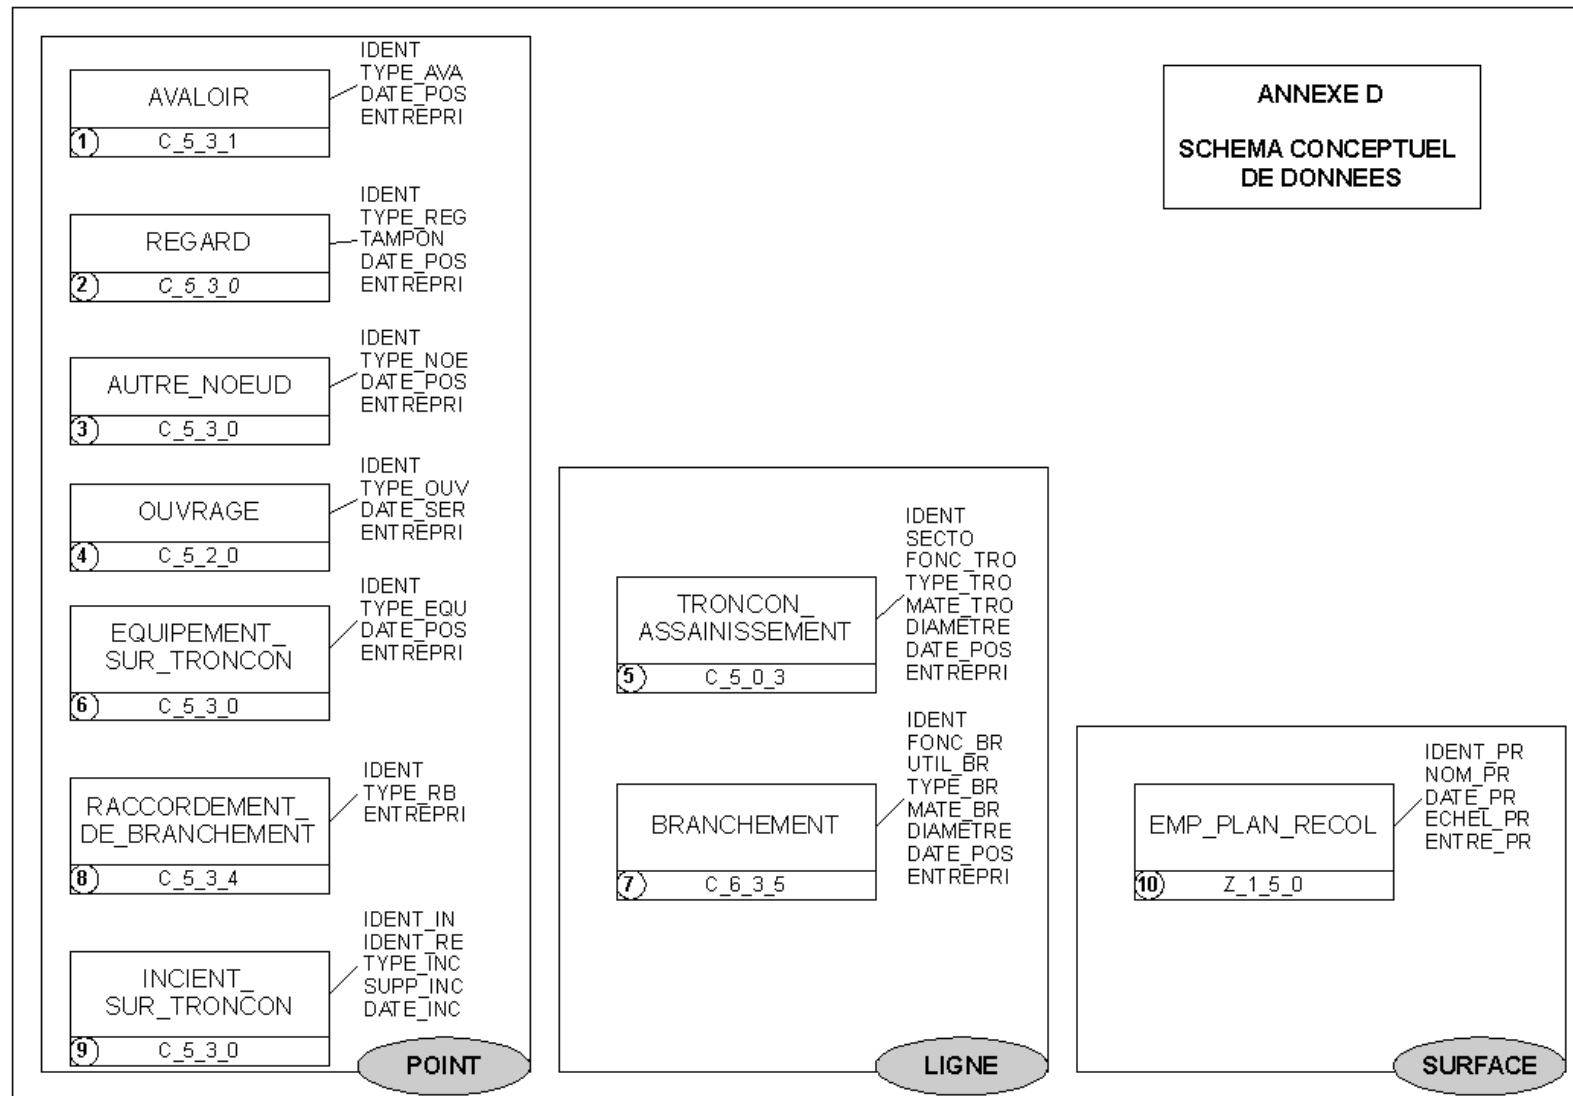 ANNEXE D
SCHEMA CONCEPTUEL
DE DONNEES
AVALOIR
1
C_5_3_1
IDENT
TYPE_AVA
DATE_POS
ENTREPRI
REGARD
2
C_5_3_0
IDENT
TYPE_REG
TAMPON
DATE_POS
ENTREPRI
AUTRE_NOEUD
3
C_5_3_0
IDENT
TYPE_NOE
DATE_POS
ENTREPRI
OUVRAGE
4
C_5_2_0
IDENT
TYPE_OUV
DATE_SER
ENTREPRI
EQUIPEMENT_
SUR_TRONCON
6
C_5_3_0
IDENT
TYPE_EQU
DATE_POS
ENTREPRI
RACCORDEMENT_
DE_BRANCHEMENT
8
C_5_3_4
IDENT
TYPE_RB
ENTREPRI
INCIENT_
SUR_TRONCON
9
C_5_3_0
IDENT_IN
IDENT_RE
TYPE_INC
SUPP_INC
DATE_INC
POINT
TRONCON_
ASSAINISSEMENT
5
C_5_0_3
IDENT
SECTO
FONC_TRO
TYPE_TRO
MATE_TRO
DIAMETRE
DATE_POS
ENTREPRI
BRANCHEMENT
7
C_6_3_5
IDENT
FONC_BR
UTIL_BR
TYPE_BR
MATE_BR
DIAMETRE
DATE_POS
ENTREPRI
LIGNE
EMP_PLAN_RECOL
10
Z_1_5_0
IDENT_PR
NOM_PR
DATE_PR
ECHEL_PR
ENTRE_PR
SURFACE